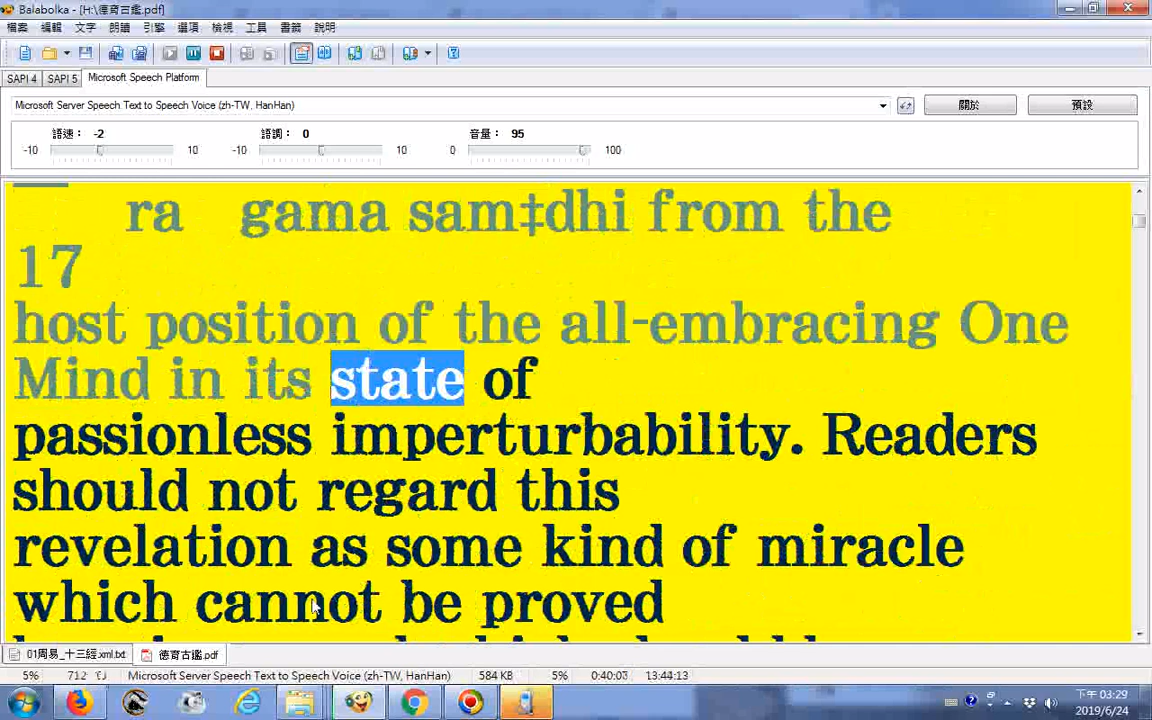 Balabolka - [H:\德育古鑑.pdf]
檔案 編輯 文字 朗讀 引擎 選項 檢視 工具 書籤 說明
SAPI 4 SAPI 5 Microsoft Speech Platform
Microsoft Server Speech Text to Speech Voice (zh-TW, HanHan)
關於 預設
語速： -2 語調： 0 音量： 95
-10 10 -10 10 0 100
ra gama sam‡dhi from the
17
host position of the all-embracing One
Mind in its state of
passionless imperturbability. Readers
should not regard this
revelation as some kind of miracle
which cannot be proved
01周易_十三經.xml.txt 德育古鑑.pdf
5% Microsoft Server Speech Text to Speech Voice (zh-TW, HanHan) 584 KB 5% 0:40:03 13:44:13
下午 03:29
2019/6/24